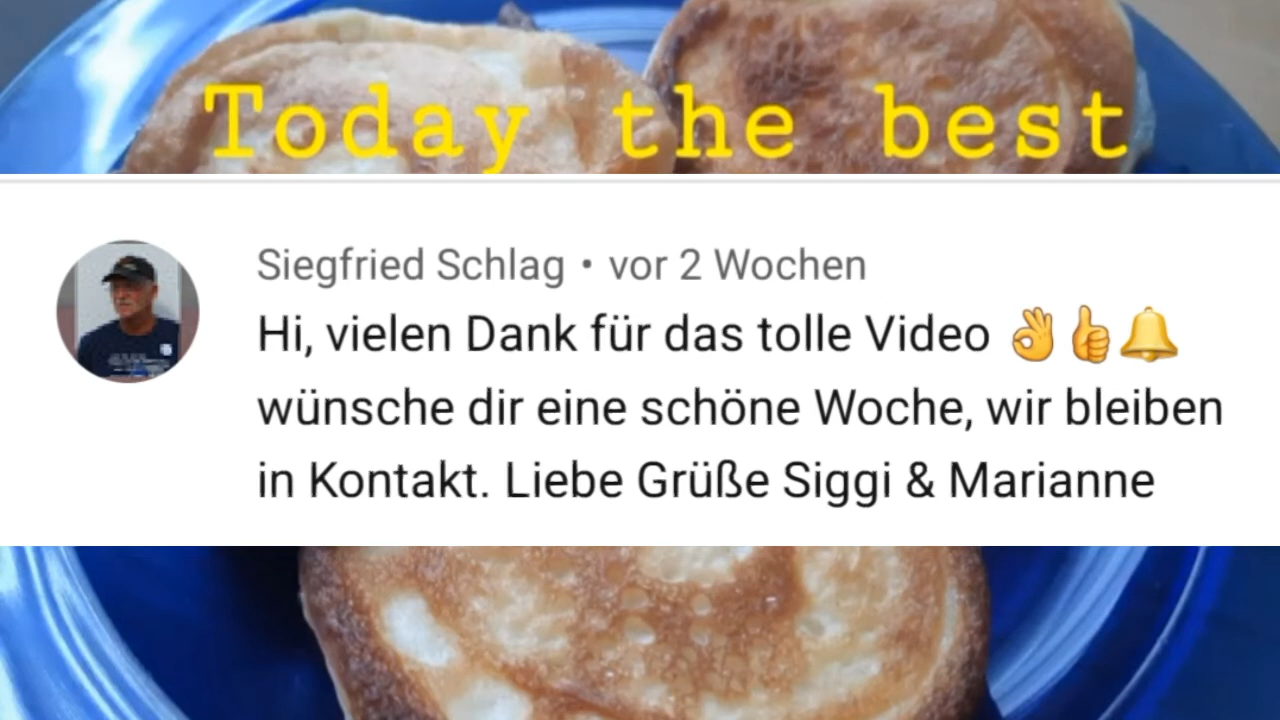 Today the best
Siegfried Schlag • vor 2 Wochen
Hi, vielen Dank für das tolle Video 👌👍🔔
wünsche dir eine schöne Woche, wir bleiben
in Kontakt. Liebe Grüße Siggi & Marianne